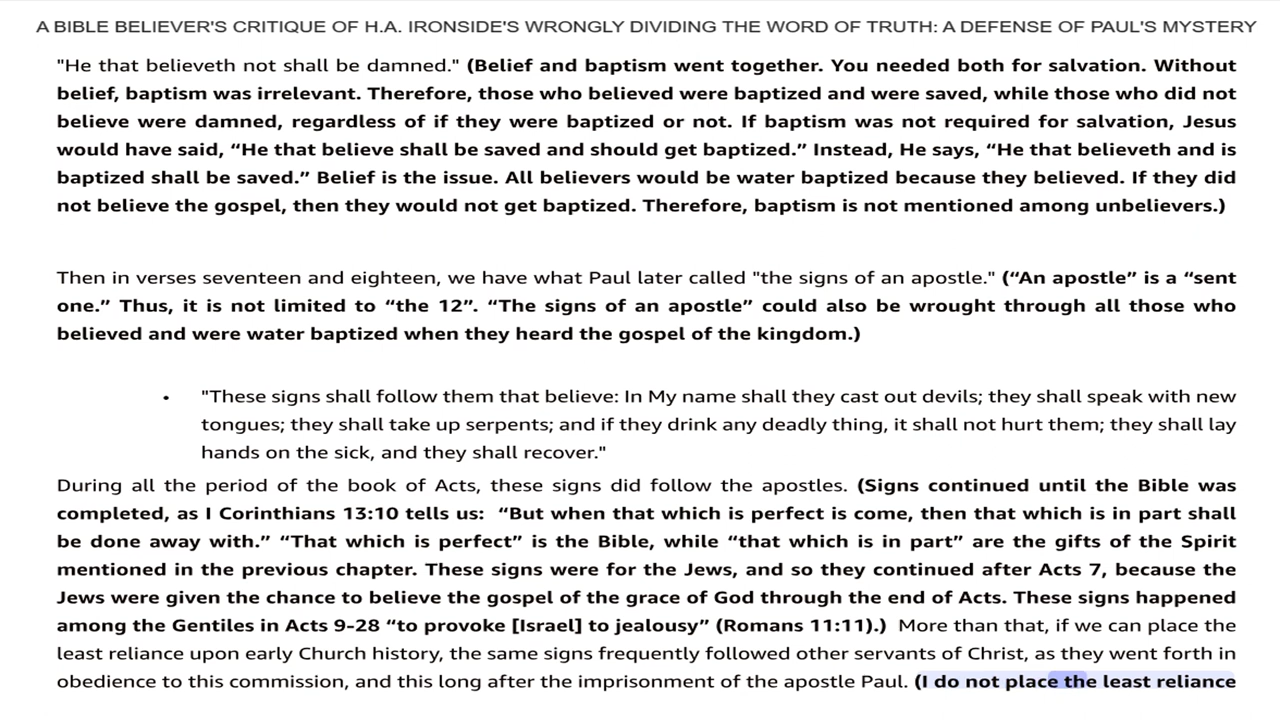 A BIBLE BELIEVER'S CRITIQUE OF H.A. IRONSIDE'S WRONGLY DIVIDING THE WORD OF TRUTH: A DEFENSE OF PAUL'S MYSTERY
"He that believeth not shall be damned." (Belief and baptism went together. You needed both for salvation. Without
belief, baptism was irrelevant. Therefore, those who believed were baptized and were saved, while those who did not
believe were damned, regardless of if they were baptized or not. If baptism was not required for salvation, Jesus
would have said, “He that believe shall be saved and should get baptized.” Instead, He says, “He that believeth and is
baptized shall be saved.” Belief is the issue. All believers would be water baptized because they believed. If they did
not believe the gospel, then they would not get baptized. Therefore, baptism is not mentioned among unbelievers.)
Then in verses seventeen and eighteen, we have what Paul later called "the signs of an apostle." (“An apostle” is a “sent
one.” Thus, it is not limited to “the 12”. “The signs of an apostle” could also be wrought through all those who
believed and were water baptized when they heard the gospel of the kingdom.)
• "These signs shall follow them that believe: In My name shall they cast out devils; they shall speak with new
tongues; they shall take up serpents; and if they drink any deadly thing, it shall not hurt them; they shall lay
hands on the sick, and they shall recover."
During all the period of the book of Acts, these signs did follow the apostles. (Signs continued until the Bible was
completed, as I Corinthians 13:10 tells us: “But when that which is perfect is come, then that which is in part shall
be done away with.” “That which is perfect” is the Bible, while “that which is in part” are the gifts of the Spirit
mentioned in the previous chapter. These signs were for the Jews, and so they continued after Acts 7, because the
Jews were given the chance to believe the gospel of the grace of God through the end of Acts. These signs happened
among the Gentiles in Acts 9-28 “to provoke [Israel] to jealousy” (Romans 11:11).) More than that, if we can place the
least reliance upon early Church history, the same signs frequently followed other servants of Christ, as they went forth in
obedience to this commission, and this long after the imprisonment of the apostle Paul. (I do not place the least reliance